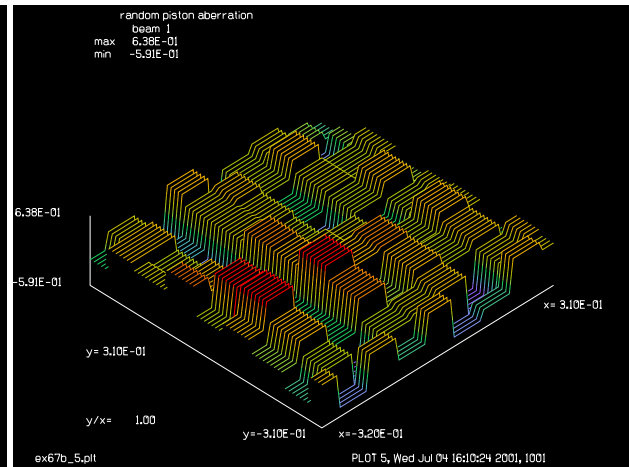 random piston aberration
beam 1
max 6.38E-01
min -5.91E-01
6.38E-01
-5.91E-01
x= 3.10E-01
y= 3.10E-01
y/x= 1.00
y=-3.10E-01 x=-3.20E-01
ex67b_5.plt PLOT 5, Wed Jul 04 16:10:24 2001, 1001